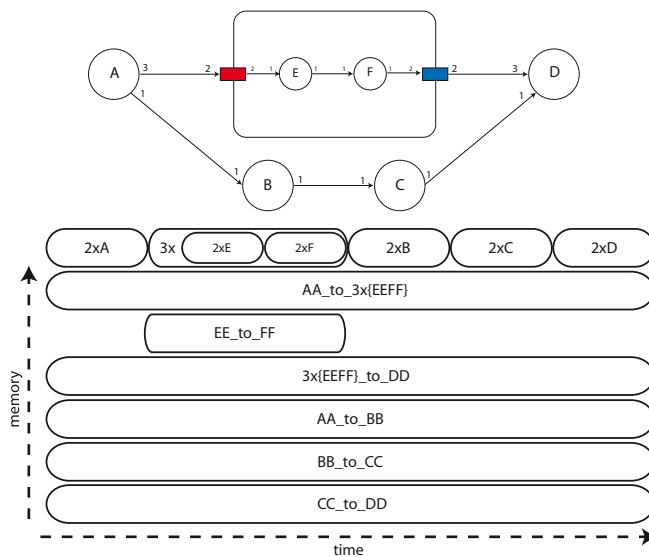 A 3 2 2 1 E 1 1 F 1 2 2 3 D
1 1
1 B 1 1 C 1
2xA 3x 2xE 2xF 2xB 2xC 2xD
AA_to_3x{EEFF}
EE_to_FF
3x{EEFF}_to_DD
AA_to_BB
BB_to_CC
CC_to_DD
memory
time